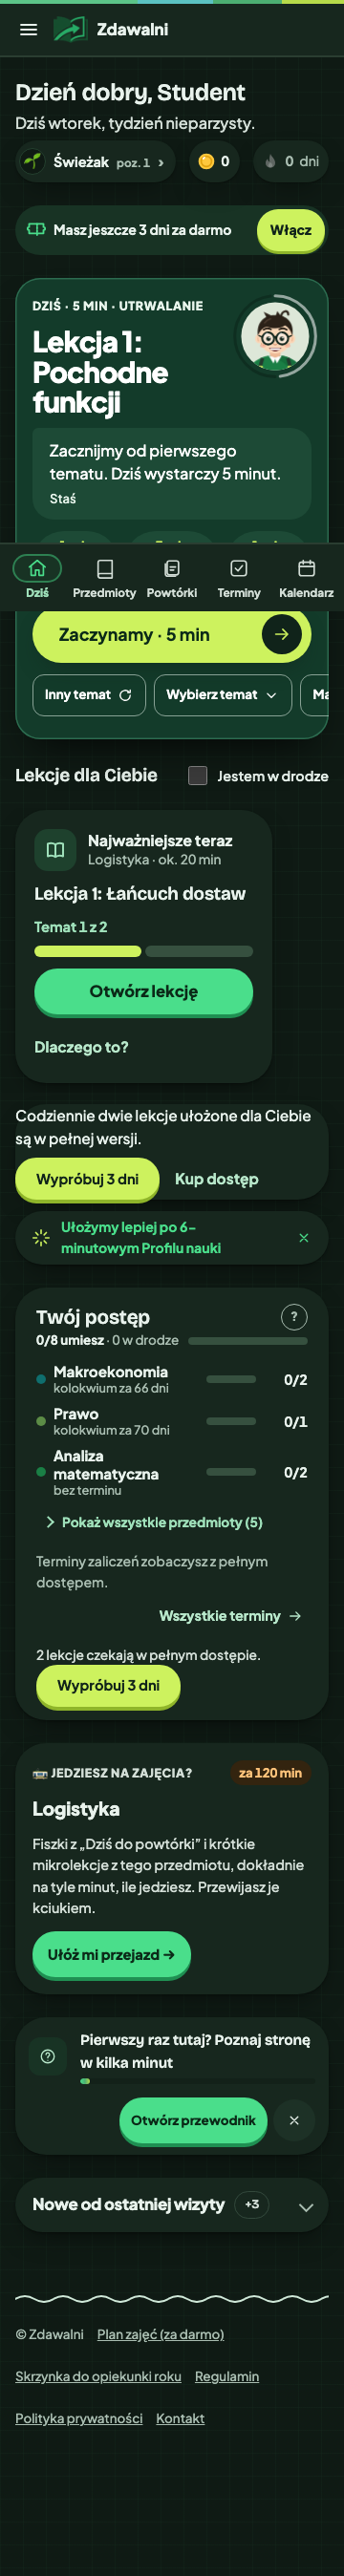 Zdawalni
Dzień dobry, Student
Dziś wtorek, tydzień nieparzysty.
Świeżak poz. 1 ›
0
0 dni
Masz jeszcze 3 dni za darmo
Włącz
DZIŚ · 5 MIN · UTRWALANIE
Lekcja 1:
Pochodne
funkcji
Zacznijmy od pierwszego
tematu. Dziś wystarczy 5 minut.
Staś
Dziś
Przedmioty
Powtórki
Terminy
Kalendarz
Zaczynamy · 5 min
Inny temat
Wybierz temat
Lekcje dla Ciebie
Jestem w drodze
Najważniejsze teraz
Logistyka · ok. 20 min
Lekcja 1: Łańcuch dostaw
Temat 1 z 2
Otwórz lekcję
Dlaczego to?
Codziennie dwie lekcje ułożone dla Ciebie
są w pełnej wersji.
Wypróbuj 3 dni
Kup dostęp
Ułożymy lepiej po 6-
minutowym Profilu nauki
Twój postęp
?
0/8 umiesz · 0 w drodze
Makroekonomia
kolokwium za 66 dni
0/2
Prawo
kolokwium za 70 dni
0/1
Analiza
matematyczna
bez terminu
0/2
Pokaż wszystkie przedmioty (5)
Terminy zaliczeń zobaczysz z pełnym
dostępem.
Wszystkie terminy →
2 lekcje czekają w pełnym dostępie.
Wypróbuj 3 dni
JEDZIESZ NA ZAJĘCIA?
za 120 min
Logistyka
Fiszki z „Dziś do powtórki” i krótkie
mikrolekcje z tego przedmiotu, dokładnie
na tyle minut, ile jedziesz. Przewijasz je
kciukiem.
Ułóż mi przejazd →
Pierwszy raz tutaj? Poznaj stronę
w kilka minut
Otwórz przewodnik
Nowe od ostatniej wizyty
+3
© Zdawalni
Plan zajęć (za darmo)
Skrzynka do opiekunki roku
Regulamin
Polityka prywatności
Kontakt